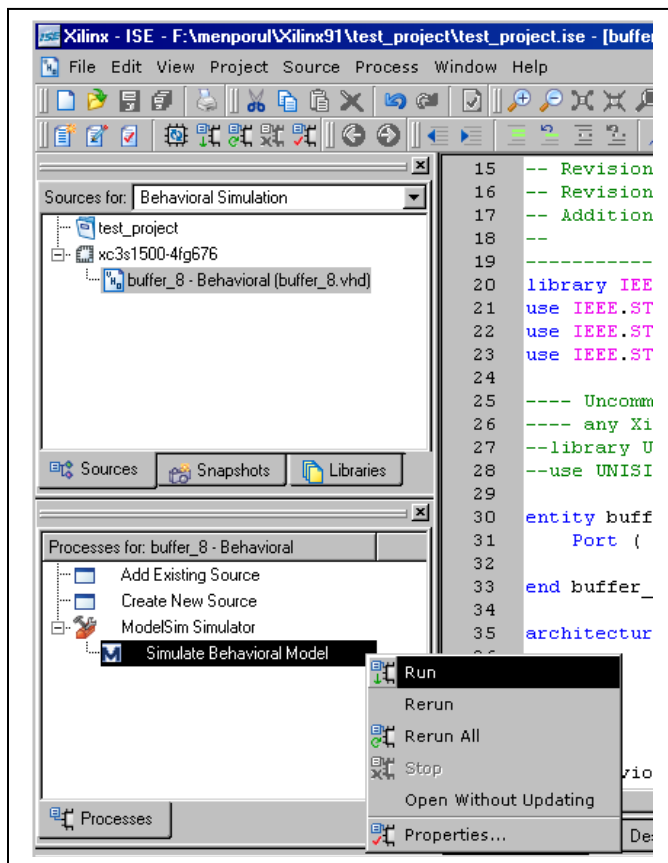 Xilinx - ISE - F:\menporul\Xilinx91\test_project\test_project.ise - [buffer
File Edit View Project Source Process Window Help
Sources for: Behavioral Simulation
test_project
xc3s1500-4fg676
buffer_8 - Behavioral (buffer_8.vhd)
Sources Snapshots Libraries
Processes for: buffer_8 - Behavioral
Add Existing Source
Create New Source
ModelSim Simulator
Simulate Behavioral Model
Processes
15 -- Revision
16 -- Revision
17 -- Addition
18 --
19 -----------
20 library IEE
21 use IEEE.ST
22 use IEEE.ST
23 use IEEE.ST
24
25 ---- Uncomm
26 ---- any Xi
27 --library U
28 --use UNISI
29
30 entity buff
31 Port (
32
33 end buffer_
34
35 architectur
Run
Rerun
Rerun All
Stop
Open Without Updating
Properties...
vio
De